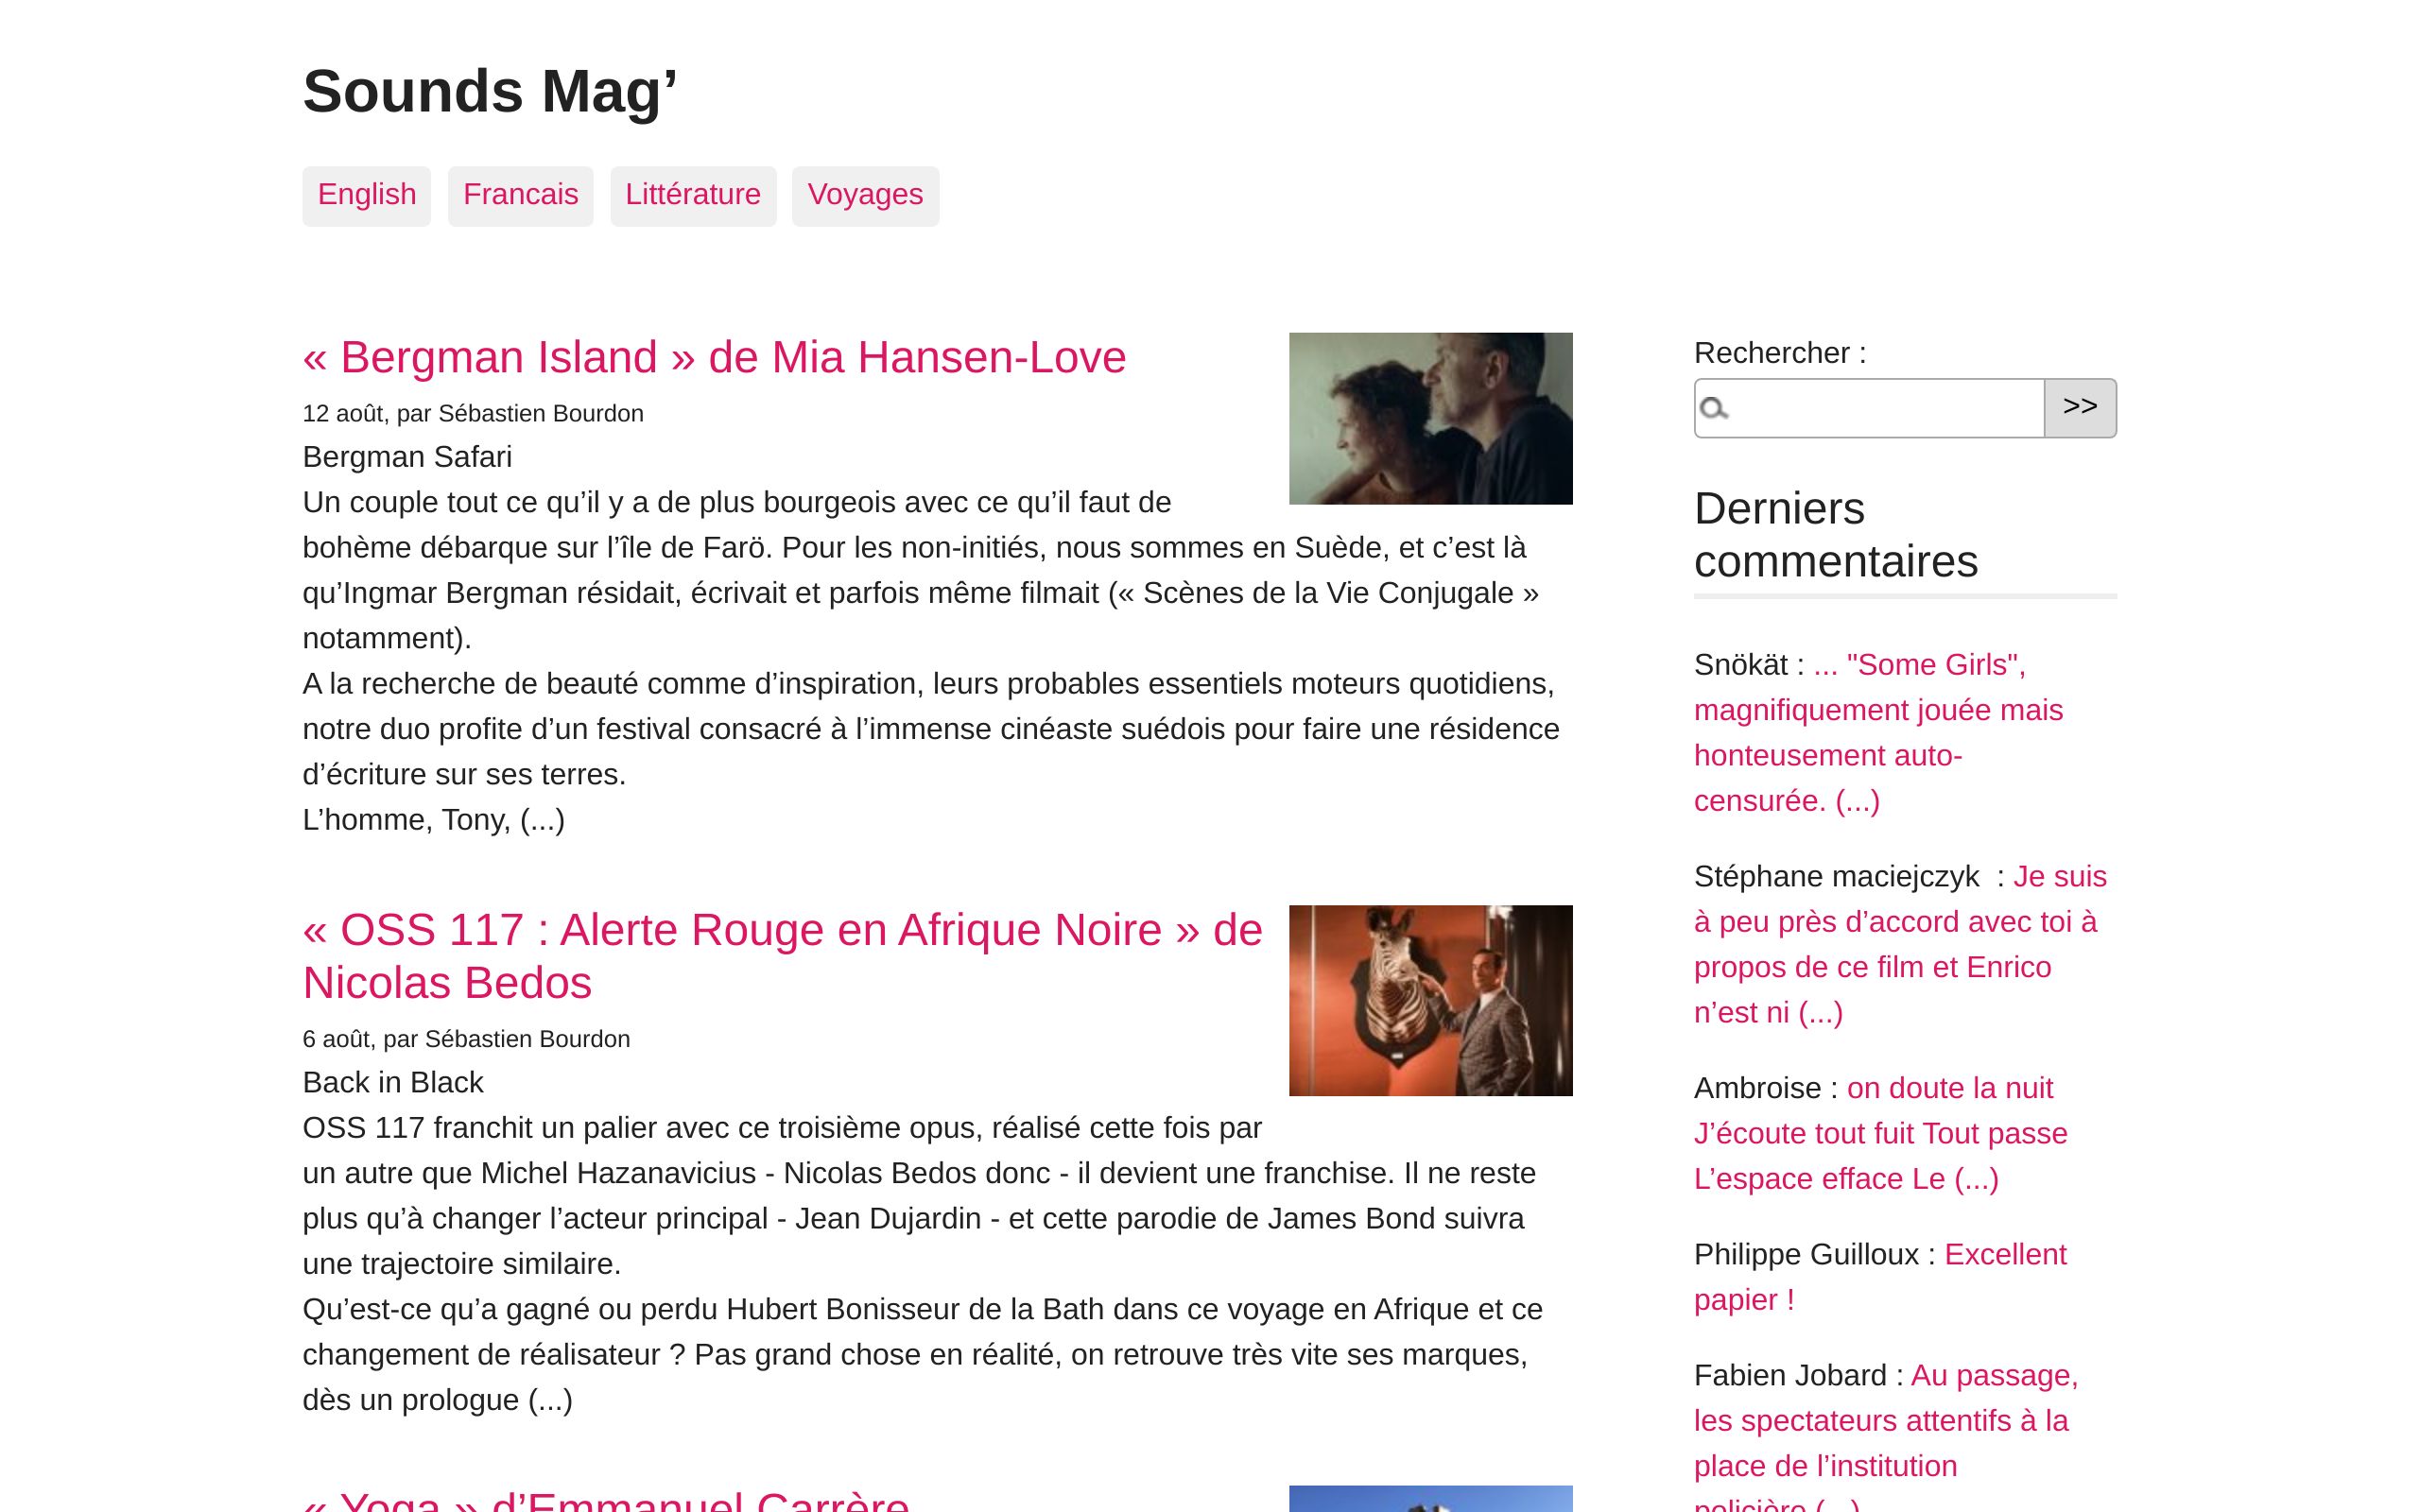 Sounds Mag’
English
Francais
Littérature
Voyages
« Bergman Island » de Mia Hansen-Love
12 août, par Sébastien Bourdon
Bergman Safari
Un couple tout ce qu’il y a de plus bourgeois avec ce qu’il faut de
bohème débarque sur l’île de Farö. Pour les non-initiés, nous sommes en Suède, et c’est là
qu’Ingmar Bergman résidait, écrivait et parfois même filmait (« Scènes de la Vie Conjugale »
notamment).
A la recherche de beauté comme d’inspiration, leurs probables essentiels moteurs quotidiens,
notre duo profite d’un festival consacré à l’immense cinéaste suédois pour faire une résidence
d’écriture sur ses terres.
L’homme, Tony, (...)
« OSS 117 : Alerte Rouge en Afrique Noire » de
Nicolas Bedos
6 août, par Sébastien Bourdon
Back in Black
OSS 117 franchit un palier avec ce troisième opus, réalisé cette fois par
un autre que Michel Hazanavicius - Nicolas Bedos donc - il devient une franchise. Il ne reste
plus qu’à changer l’acteur principal - Jean Dujardin - et cette parodie de James Bond suivra
une trajectoire similaire.
Qu’est-ce qu’a gagné ou perdu Hubert Bonisseur de la Bath dans ce voyage en Afrique et ce
changement de réalisateur ? Pas grand chose en réalité, on retrouve très vite ses marques,
dès un prologue (...)
« Yoga » d’Emmanuel Carrère
Rechercher :
>>
Derniers
commentaires
Snökät : ... "Some Girls",
magnifiquement jouée mais
honteusement auto-
censurée. (...)
Stéphane maciejczyk  : Je suis
à peu près d’accord avec toi à
propos de ce film et Enrico
n’est ni (...)
Ambroise : on doute la nuit
J’écoute tout fuit Tout passe
L’espace efface Le (...)
Philippe Guilloux : Excellent
papier !
Fabien Jobard : Au passage,
les spectateurs attentifs à la
place de l’institution
policière (...)